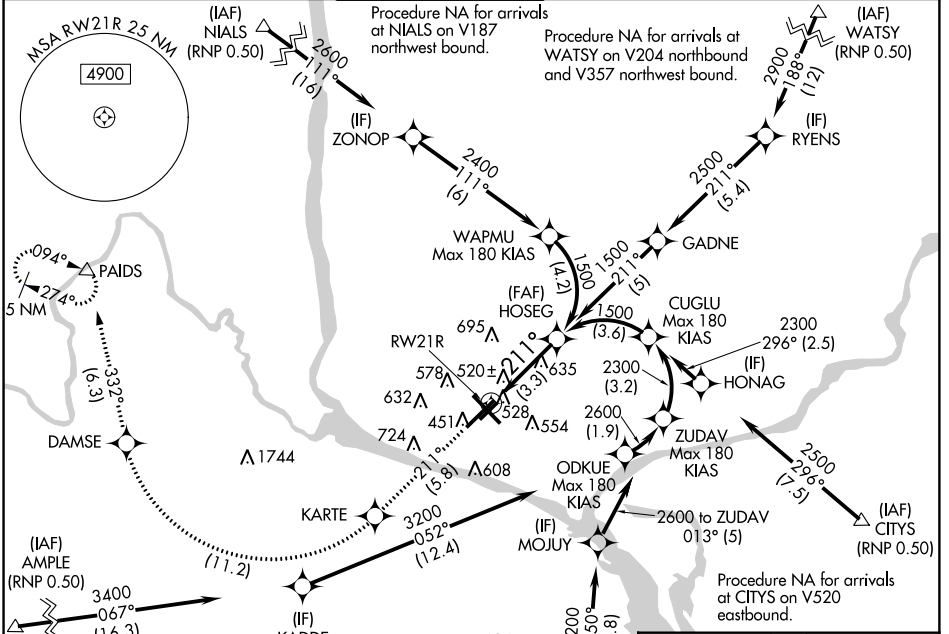 MSA RW21R 25 NM
4900
(IAF)
NIALS
(RNP 0.50)
2600
111°
(16)
Procedure NA for arrivals
at NIALS on V187
northwest bound.
Procedure NA for arrivals at
WATSY on V204 northbound
and V357 northwest bound.
(IAF)
WATSY
(RNP 0.50)
2900
188°
(12)
(IF)
ZONOP
(IF)
RYENS
2400
111°
(6)
2500
211°
(5.4)
WAPMU
Max 180 KIAS
GADNE
1500
(4.2)
1500
211°
(5)
094°
274°
PAIDS
5 NM
(FAF)
HOSEG
CUGLU
Max 180
KIAS
1500
(3.6)
2300
296° (2.5)
(IF)
HONAG
695
RW21R
211°
(3.3)
635
578
520±
632
528
554
451
724
2300
(3.2)
2600
(1.9)
ZUDAV
Max 180
KIAS
332°
(6.3)
DAMSE
1744
211°
(5.8)
608
ODKUE
Max 180
KIAS
2500
296°
(7.5)
KARTE
3200
052°
(12.4)
(IF)
MOJUY
2600 to ZUDAV
013° (5)
(IAF)
CITYS
(RNP 0.50)
(11.2)
(IAF)
AMPLE
(RNP 0.50)
3400
067°
(16.3)
(IF)
Procedure NA for arrivals
at CITYS on V520
eastbound.